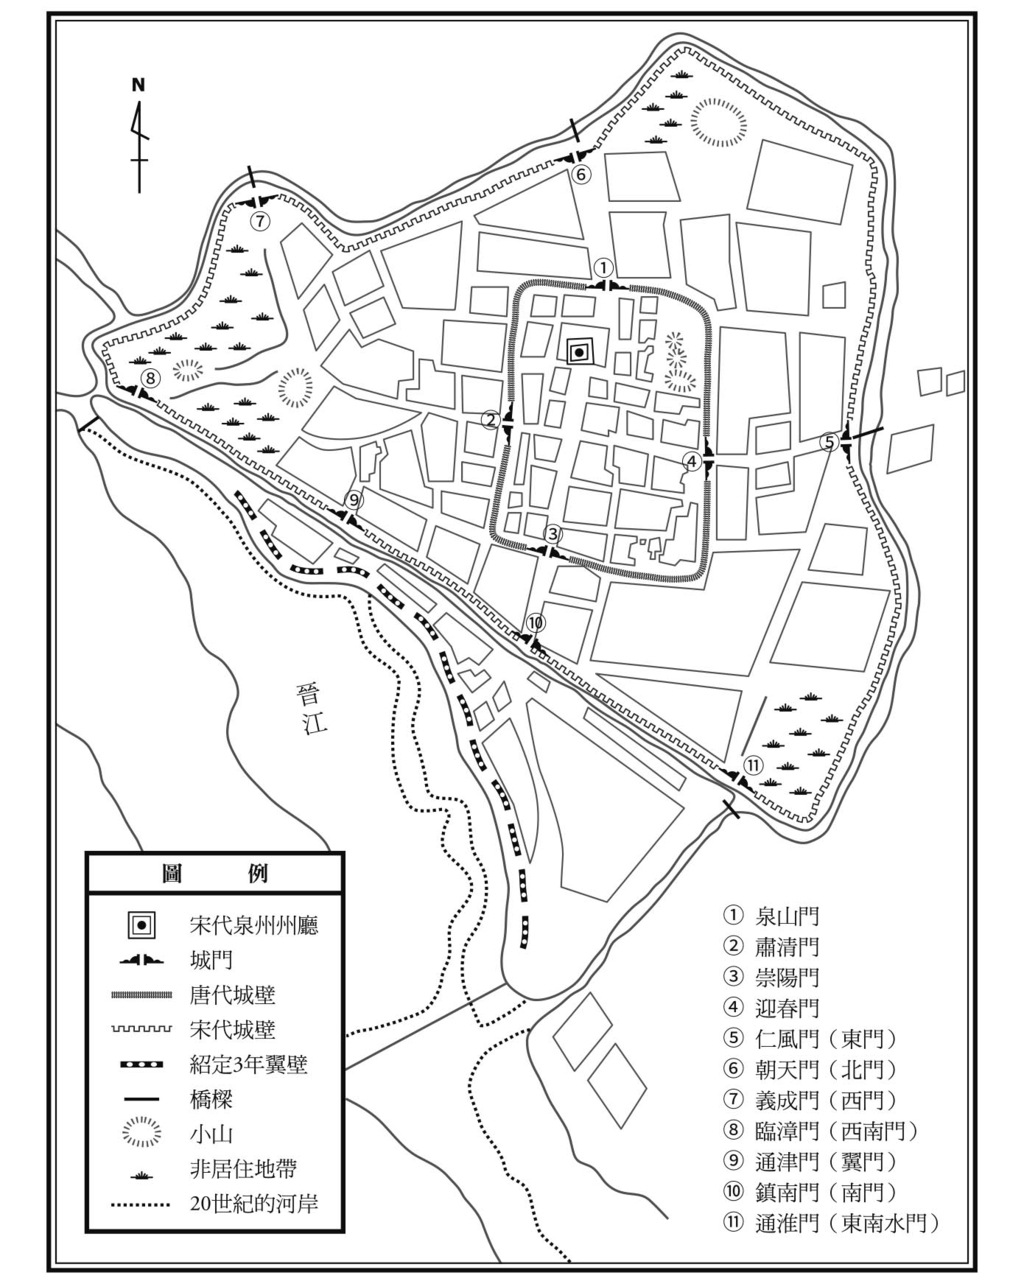 N
⑥
⑦
①
⑧
②
⑤
④
⑨
③
⑩
晉江
⑪
圖 例
宋代泉州州廳
城門
唐代城壁
宋代城壁
紹定3年翼壁
橋樑
小山
非居住地帶
20世紀的河岸
① 泉山門
② 肅清門
③ 崇陽門
④ 迎春門
⑤ 仁風門（東門）
⑥ 朝天門（北門）
⑦ 義成門（西門）
⑧ 臨漳門（西南門）
⑨ 通津門（翼門）
⑩ 鎮南門（南門）
⑪ 通淮門（東南水門）